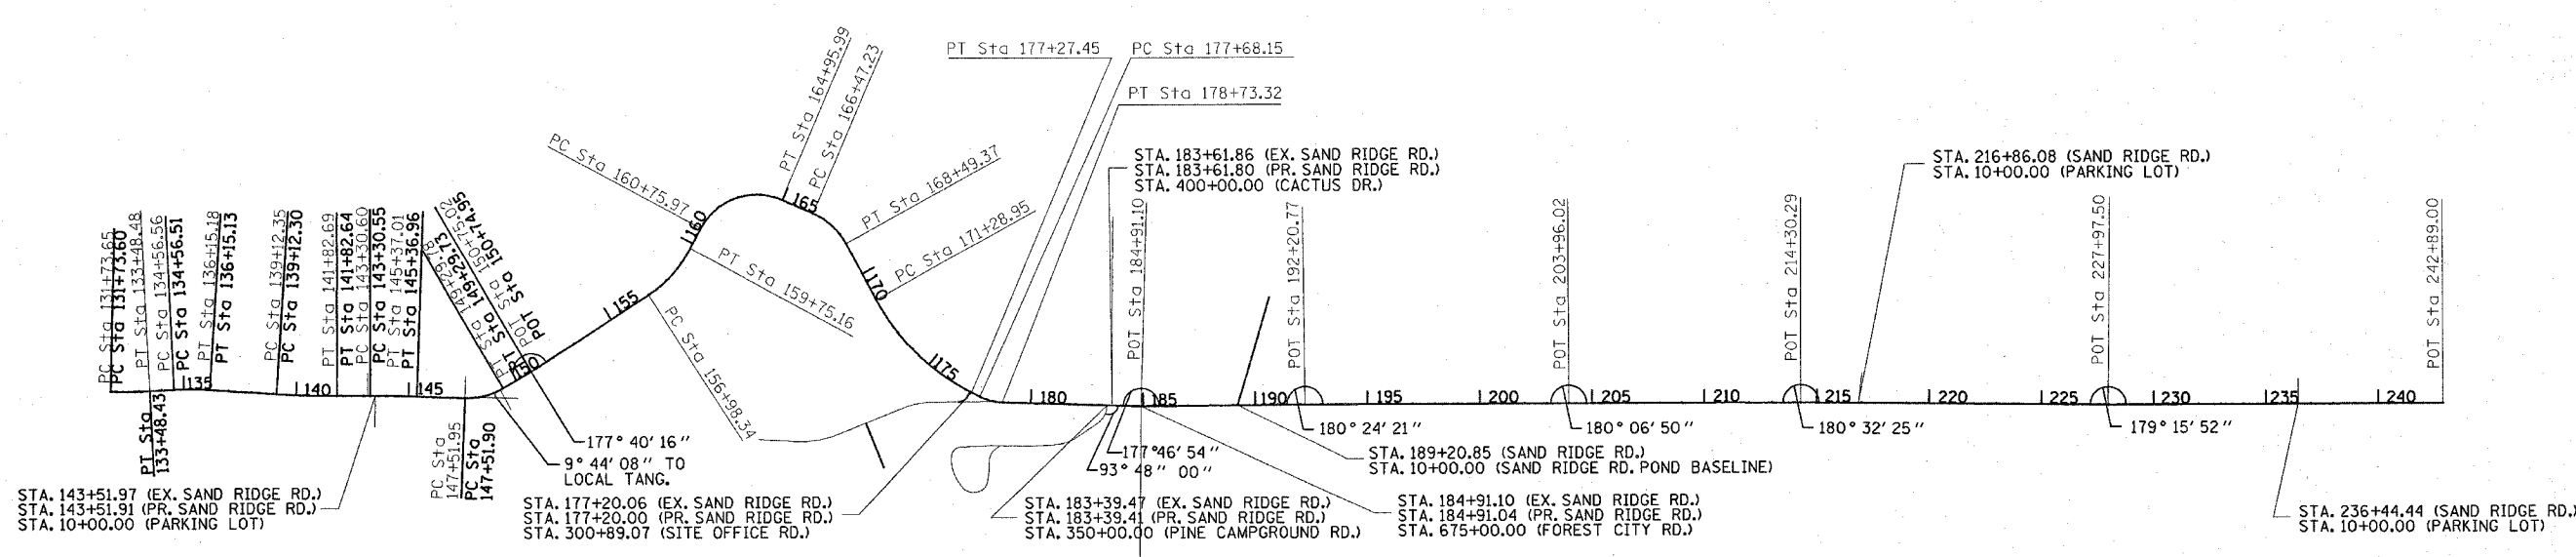 PC Sta 131+73.65
PC Sta 131+73.60
PT Sta 133+48.48
PT Sta
133+48.43
PC Sta 134+56.56
PC Sta 134+56.51
PT Sta 136+15.18
PT Sta 136+15.13
PC Sta 139+12.35
PC Sta 139+12.30
PT Sta 141+82.69
PT Sta 141+82.64
PC Sta 143+30.60
PC Sta 143+30.55
PT Sta 145+37.01
PT Sta 145+36.96
PC Sta
147+51.95
PC Sta
147+51.90
PT Sta 149+29.78
PT Sta 149+29.73
POT Sta 150+75.02
POT Sta 150+74.95
135
140
145
150
155
160
165
170
175
180
185
190
195
200
205
210
215
220
225
230
235
240
177° 40' 16"
9° 44' 08" TO
LOCAL TANG.
PC Sta 156+98.34
PT Sta 159+75.16
PC Sta 160+75.97
PT Sta 164+95.99
PC Sta 166+47.23
PT Sta 168+49.37
PC Sta 171+28.95
PT Sta 177+27.45
PC Sta 177+68.15
PT Sta 178+73.32
STA. 183+61.86 (EX. SAND RIDGE RD.)
STA. 183+61.80 (PR. SAND RIDGE RD.)
STA. 400+00.00 (CACTUS DR.)
POT Sta 184+91.10
POT Sta 192+20.77
POT Sta 203+96.02
POT Sta 214+30.29
STA. 216+86.08 (SAND RIDGE RD.)
STA. 10+00.00 (PARKING LOT)
POT Sta 227+97.50
POT Sta 242+89.00
177°46' 54"
93° 48" 00"
180° 24' 21"
180° 06' 50"
180° 32' 25"
179° 15' 52"
STA. 189+20.85 (SAND RIDGE RD.)
STA. 10+00.00 (SAND RIDGE RD. POND BASELINE)
STA. 143+51.97 (EX. SAND RIDGE RD.)
STA. 143+51.91 (PR. SAND RIDGE RD.)
STA. 10+00.00 (PARKING LOT)
STA. 177+20.06 (EX. SAND RIDGE RD.)
STA. 177+20.00 (PR. SAND RIDGE RD.)
STA. 300+89.07 (SITE OFFICE RD.)
STA. 183+39.47 (EX. SAND RIDGE RD.)
STA. 183+39.41 (PR. SAND RIDGE RD.)
STA. 350+00.00 (PINE CAMPGROUND RD.)
STA. 184+91.10 (EX. SAND RIDGE RD.)
STA. 184+91.04 (PR. SAND RIDGE RD.)
STA. 675+00.00 (FOREST CITY RD.)
STA. 236+44.44 (SAND RIDGE RD.)
STA. 10+00.00 (PARKING LOT)